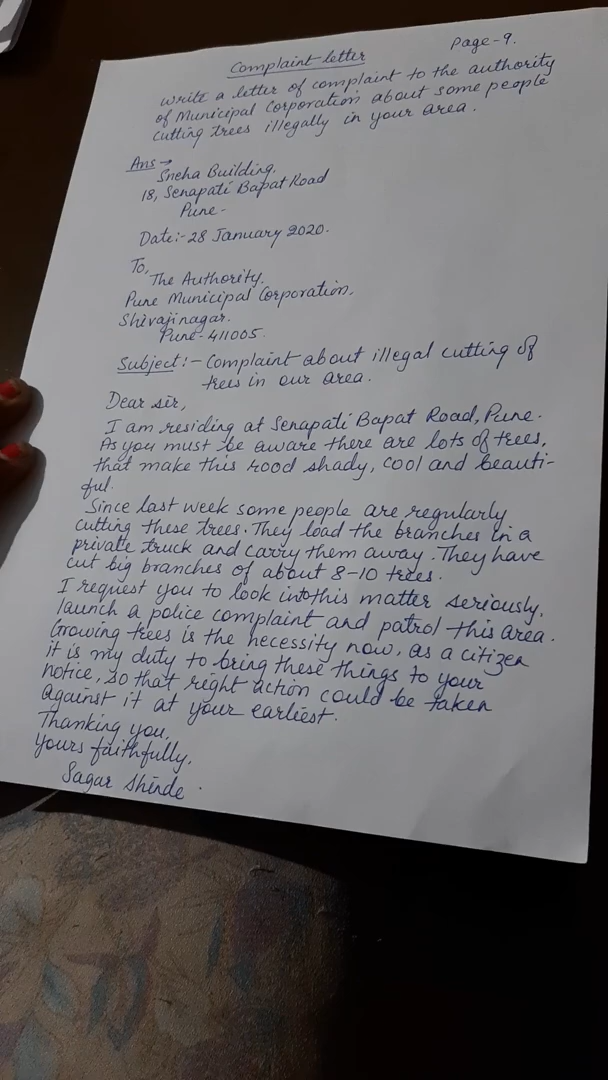 Page-9.
Complaint letter
write a letter of complaint to the authority
of Municipal Corporation about some people
cutting trees illegally in your area.
Ans →
Sneha Building.
18, Senapati Bapat Road
Pune-
Date:- 28 January 2020.
To,
The Authority.
Pune Municipal Corporation.
Shivajinagar.
Pune-411005.
Subject:- Complaint about illegal cutting of
trees in our area.
Dear sir,
I am residing at Senapati Bapat Road, Pune.
As you must be aware there are lots of trees,
that make this rood shady, cool and beauti-
ful.
Since last week some people are regularly
cutting these trees. They load the branches in a
private truck and carry them away. They have
cut big branches of about 8-10 trees.
I request you to look into this matter seriously,
launch a police complaint and patrol this area.
Growing trees is the necessity now, as a citizen
it is my duty to bring these things to your
notice, so that right action could be taken
against it at your earliest.
Thanking you,
yours faithfully,
Sagar Shinde.